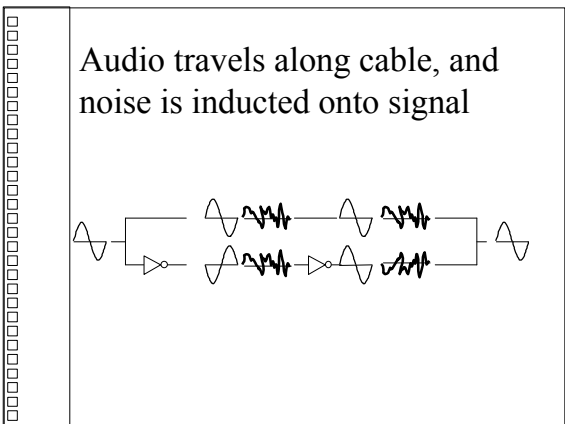 Audio travels along cable, and
noise is inducted onto signal